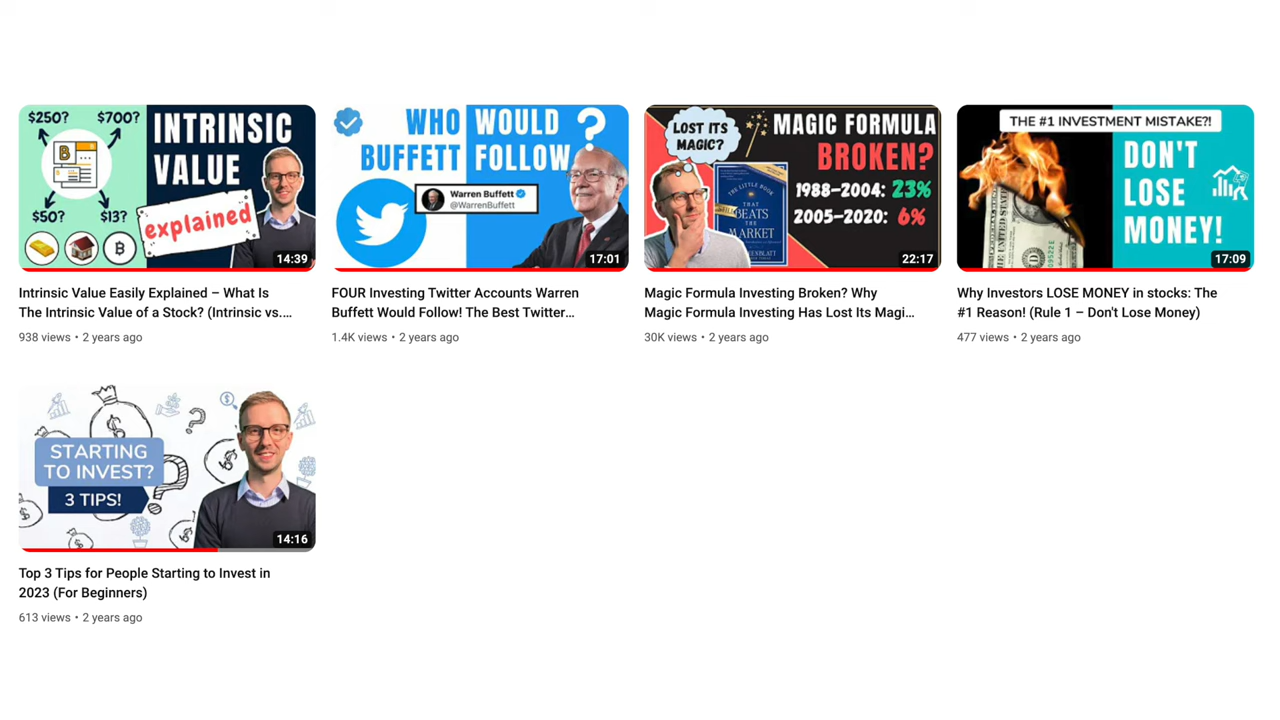 $250?
$700?
$50?
$13?
INTRINSIC
VALUE
explained
14:39
Intrinsic Value Easily Explained – What Is
The Intrinsic Value of a Stock? (Intrinsic vs....
938 views • 2 years ago
WHO WOULD
BUFFETT FOLLOW ?
Warren Buffett
@WarrenBuffett
17:01
FOUR Investing Twitter Accounts Warren
Buffett Would Follow! The Best Twitter...
1.4K views • 2 years ago
LOST ITS
MAGIC?
MAGIC FORMULA
BROKEN?
1988–2004: 23%
2005–2020: 6%
THE LITTLE BOOK
THAT
BEATS
THE
MARKET
22:17
Magic Formula Investing Broken? Why
Magic Formula Investing Has Lost Its Magi...
30K views • 2 years ago
THE #1 INVESTMENT MISTAKE?!
DON'T
LOSE
MONEY!
17:09
Why Investors LOSE MONEY in stocks: The
#1 Reason! (Rule 1 – Don't Lose Money)
477 views • 2 years ago
STARTING
TO INVEST?
3 TIPS!
14:16
Top 3 Tips for People Starting to Invest in
2023 (For Beginners)
613 views • 2 years ago